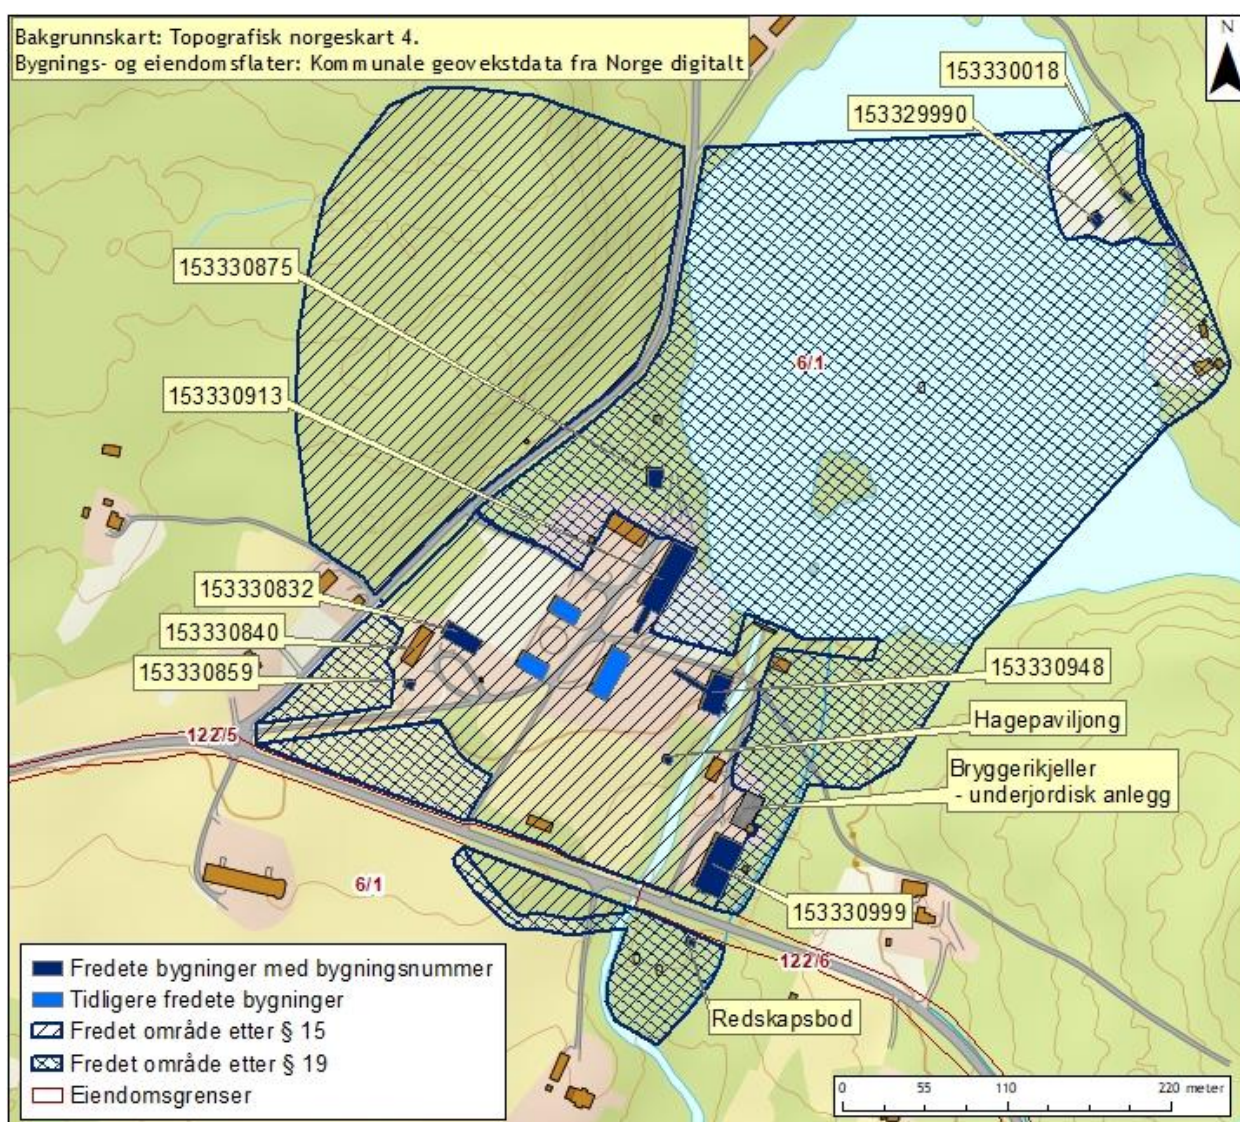 Bakgrunnskart: Topografisk norgeskart 4.
Bygnings- og eiendomsflater: Kommunale geovekstdata fra Norge digitalt
N
153330018
153329990
153330875
6/1
153330913
153330832
153330840
153330859
153330948
Hagepaviljong
122/5
Bryggerikjeller
- underjordisk anlegg
6/1
153330999
122/6
Redskapsbod
Fredete bygninger med bygningsnummer
Tidligere fredete bygninger
Fredet område etter § 15
Fredet område etter § 19
Eiendomsgrenser
0 55 110 220 meter